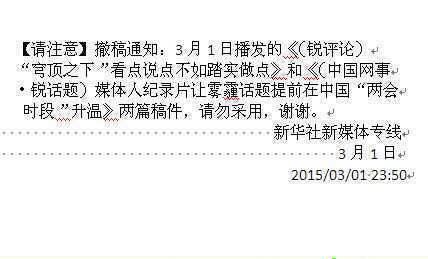 【请注意】撤稿通知：3 月 1 日播发的《（锐评论）
“穹顶之下”看点说点不如踏实做点》和《（中国网事
·锐话题）媒体人纪录片让雾霾话题提前在中国“两会
时段”升温》两篇稿件，请勿采用，谢谢。
新华社新媒体专线
3 月 1 日
2015/03/01 23:50